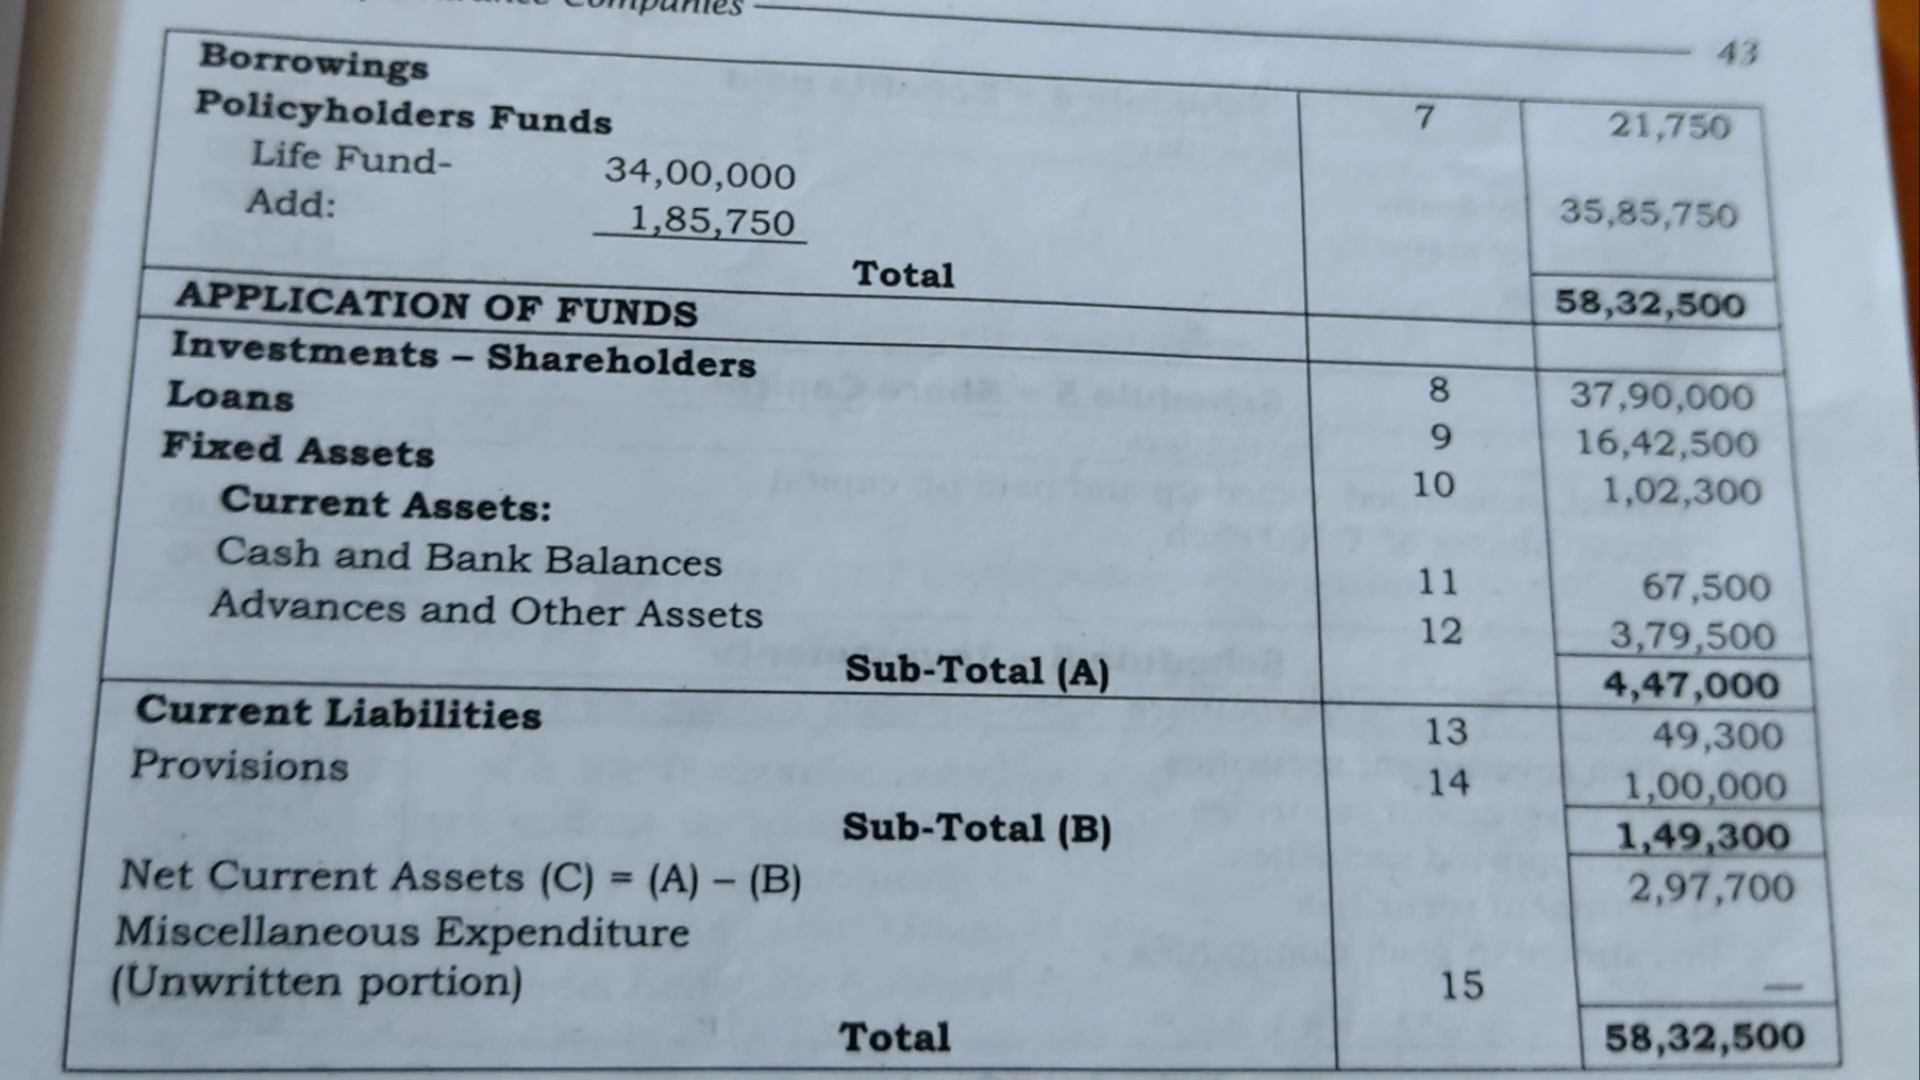 Companies 43
Borrowings 7 21,750
Policyholders Funds
Life Fund- 34,00,000
Add: 1,85,750 35,85,750
Total 58,32,500
APPLICATION OF FUNDS
Investments – Shareholders 8 37,90,000
Loans 9 16,42,500
Fixed Assets 10 1,02,300
Current Assets:
Cash and Bank Balances 11 67,500
Advances and Other Assets 12 3,79,500
Sub-Total (A) 4,47,000
Current Liabilities 13 49,300
Provisions 14 1,00,000
Sub-Total (B) 1,49,300
Net Current Assets (C) = (A) – (B) 2,97,700
Miscellaneous Expenditure
(Unwritten portion) 15 —
Total 58,32,500